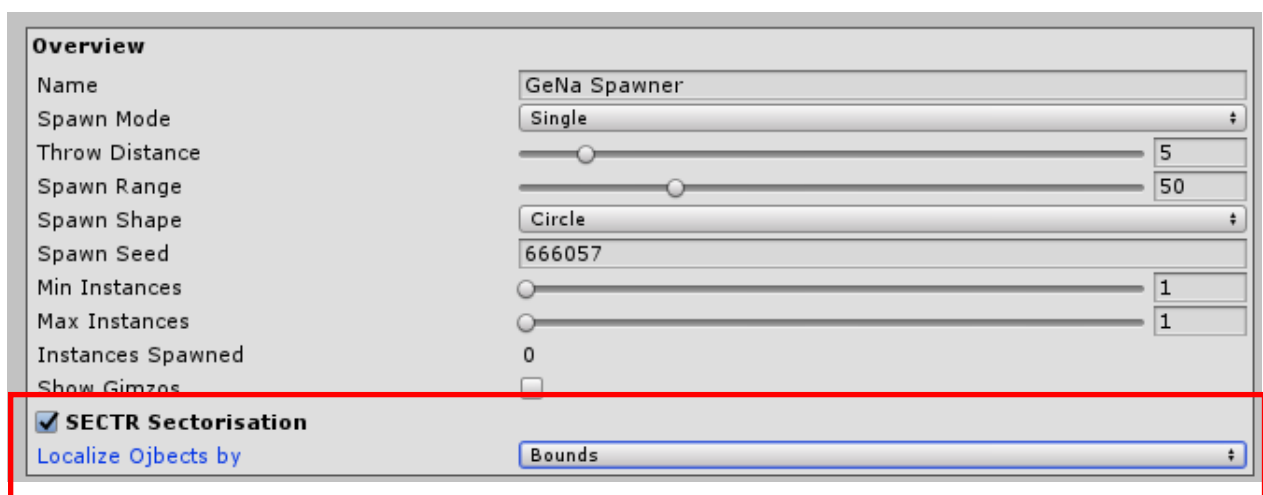 Overview
Name GeNa Spawner
Spawn Mode Single
Throw Distance 5
Spawn Range 50
Spawn Shape Circle
Spawn Seed 666057
Min Instances 1
Max Instances 1
Instances Spawned 0
Show Gimzos
SECTR Sectorisation
Localize Ojbects by Bounds